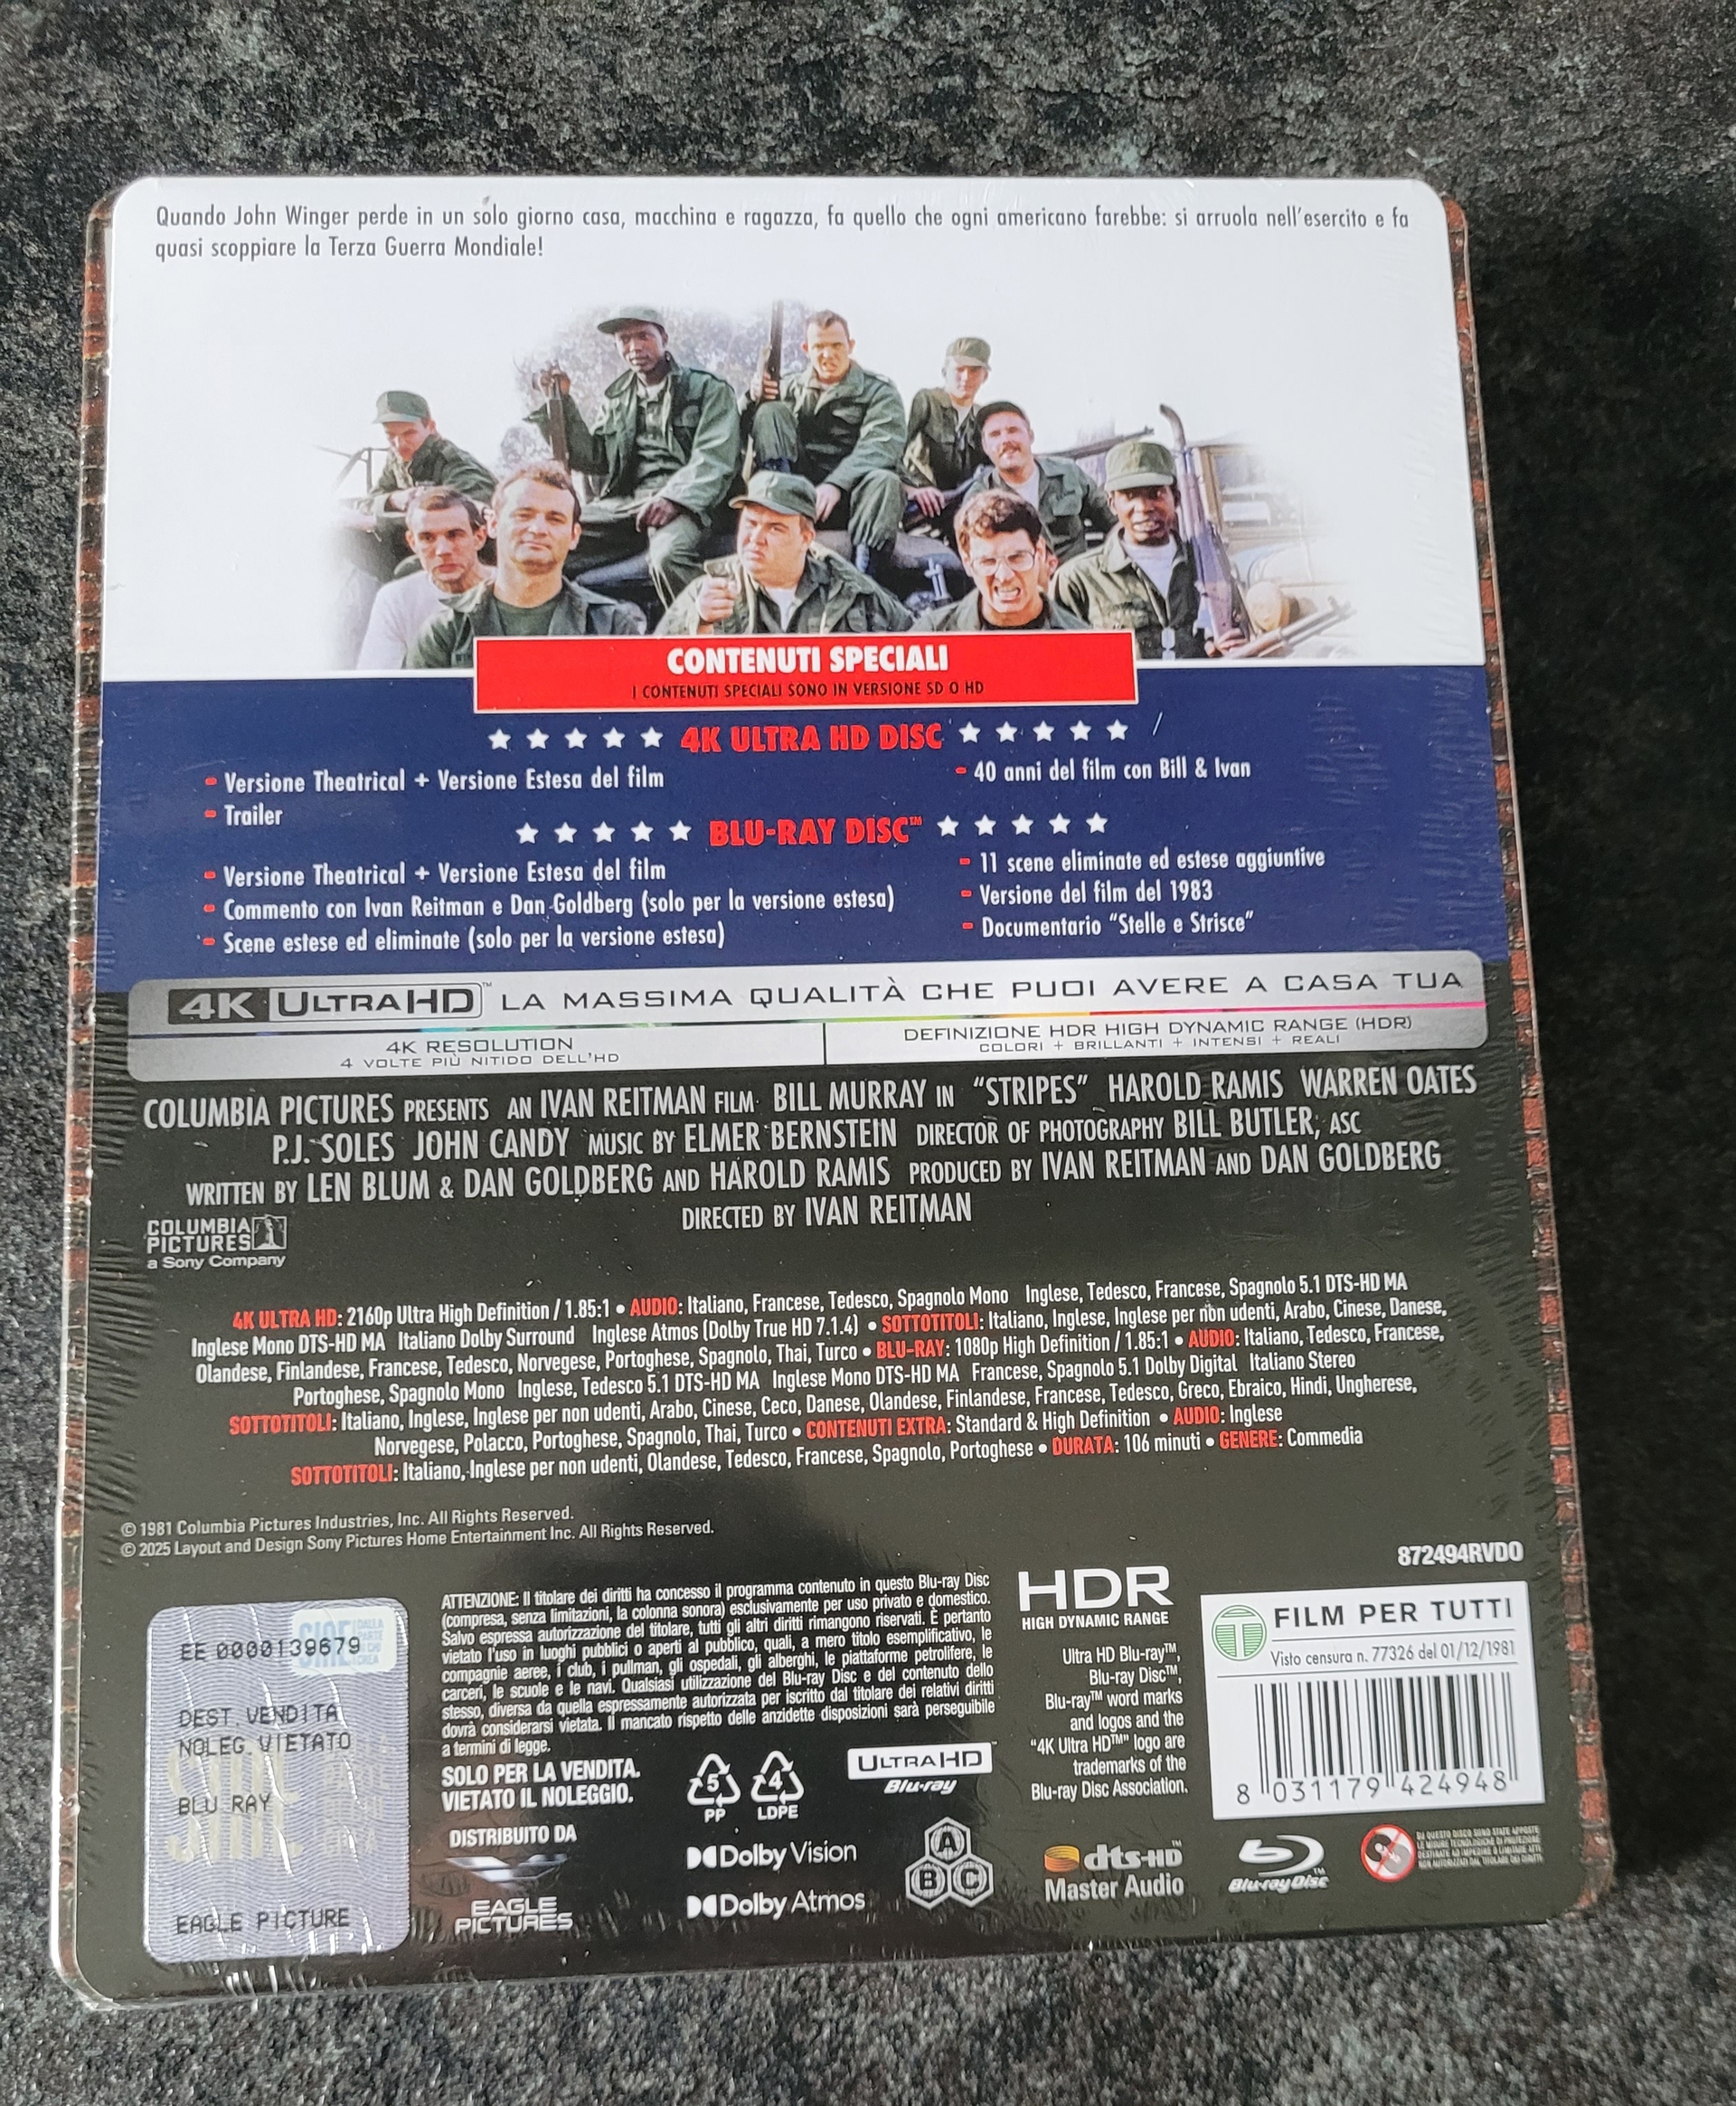 Quando John Winger perde in un solo giorno casa, macchina e ragazza, fa quello che ogni americano farebbe: si arruola nell'esercito e fa
quasi scoppiare la Terza Guerra Mondiale!
CONTENUTI SPECIALI
I CONTENUTI SPECIALI SONO IN VERSIONE SD O HD
4K ULTRA HD DISC
- Versione Theatrical + Versione Estesa del film
- Trailer
- 40 anni del film con Bill & Ivan
BLU-RAY DISC™
- Versione Theatrical + Versione Estesa del film
- Commento con Ivan Reitman e Dan Goldberg (solo per la versione estesa)
- Scene estese ed eliminate (solo per la versione estesa)
- 11 scene eliminate ed estese aggiuntive
- Versione del film del 1983
- Documentario "Stelle e Strisce"
4K ULTRA HD™ LA MASSIMA QUALITÀ CHE PUOI AVERE A CASA TUA
4K RESOLUTION
4 VOLTE PIÙ NITIDO DELL'HD
DEFINIZIONE HDR HIGH DYNAMIC RANGE (HDR)
COLORI + BRILLANTI + INTENSI + REALI
COLUMBIA PICTURES PRESENTS AN IVAN REITMAN FILM BILL MURRAY IN "STRIPES" HAROLD RAMIS WARREN OATES
P.J. SOLES JOHN CANDY MUSIC BY ELMER BERNSTEIN DIRECTOR OF PHOTOGRAPHY BILL BUTLER, ASC
WRITTEN BY LEN BLUM & DAN GOLDBERG AND HAROLD RAMIS PRODUCED BY IVAN REITMAN AND DAN GOLDBERG
DIRECTED BY IVAN REITMAN
COLUMBIA
PICTURES
a Sony Company
4K ULTRA HD: 2160p Ultra High Definition / 1.85:1 • AUDIO: Italiano, Francese, Tedesco, Spagnolo Mono Inglese, Tedesco, Francese, Spagnolo 5.1 DTS-HD MA
Inglese Mono DTS-HD MA Italiano Dolby Surround Inglese Atmos (Dolby True HD 7.1.4) • SOTTOTITOLI: Italiano, Inglese, Inglese per non udenti, Arabo, Cinese, Danese,
Olandese, Finlandese, Francese, Tedesco, Norvegese, Portoghese, Spagnolo, Thai, Turco • BLU-RAY: 1080p High Definition / 1.85:1 • AUDIO: Italiano, Tedesco, Francese,
Portoghese, Spagnolo Mono Inglese, Tedesco 5.1 DTS-HD MA Inglese Mono DTS-HD MA Francese, Spagnolo 5.1 Dolby Digital Italiano Stereo
SOTTOTITOLI: Italiano, Inglese, Inglese per non udenti, Arabo, Cinese, Ceco, Danese, Olandese, Finlandese, Francese, Tedesco, Greco, Ebraico, Hindi, Ungherese,
Norvegese, Polacco, Portoghese, Spagnolo, Thai, Turco • CONTENUTI EXTRA: Standard & High Definition • AUDIO: Inglese
SOTTOTITOLI: Italiano, Inglese per non udenti, Olandese, Tedesco, Francese, Spagnolo, Portoghese • DURATA: 106 minuti • GENERE: Commedia
© 1981 Columbia Pictures Industries, Inc. All Rights Reserved.
© 2025 Layout and Design Sony Pictures Home Entertainment Inc. All Rights Reserved.
872494RVD0
EE 0000139679
DEST.VENDITA
NOLEG.VIETATO
BLU RAY
EAGLE PICTURE
ATTENZIONE: Il titolare dei diritti ha concesso il programma contenuto in questo Blu-ray Disc
(compresa, senza limitazioni, la colonna sonora) esclusivamente per uso privato e domestico.
Salvo espressa autorizzazione del titolare, tutti gli altri diritti rimangono riservati. È pertanto
vietato l'uso in luoghi pubblici o aperti al pubblico, quali, a mero titolo esemplificativo, le
compagnie aeree, i club, i pullman, gli ospedali, gli alberghi, le piattaforme petrolifere, le
carceri, le scuole e le navi. Qualsiasi utilizzazione del Blu-ray Disc e del contenuto dello
stesso, diversa da quella espressamente autorizzata per iscritto dal titolare dei relativi diritti
dovrà considerarsi vietata. Il mancato rispetto delle anzidette disposizioni sarà perseguibile
a termini di legge.
SOLO PER LA VENDITA.
VIETATO IL NOLEGGIO.
DISTRIBUITO DA
EAGLE
PICTURES
5
PP
4
LDPE
ULTRA HD
Blu-ray
Dolby Vision
Dolby Atmos
A
B C
HDR
HIGH DYNAMIC RANGE
Ultra HD Blu-ray™,
Blu-ray Disc™,
Blu-ray™ word marks
and logos and the
"4K Ultra HD™" logo are
trademarks of the
Blu-ray Disc Association.
dts-HD™
Master Audio
T
FILM PER TUTTI
Visto censura n. 77326 del 01/12/1981
8 031179 424948
Blu-ray Disc™
SU QUESTO DISCO SONO STATE APPOSTE
LE MISURE TECNOLOGICHE DI PROTEZIONE
DESTINATE AD IMPEDIRE O LIMITARE ATTI
NON AUTORIZZATI DAL TITOLARE DEI DIRITTI